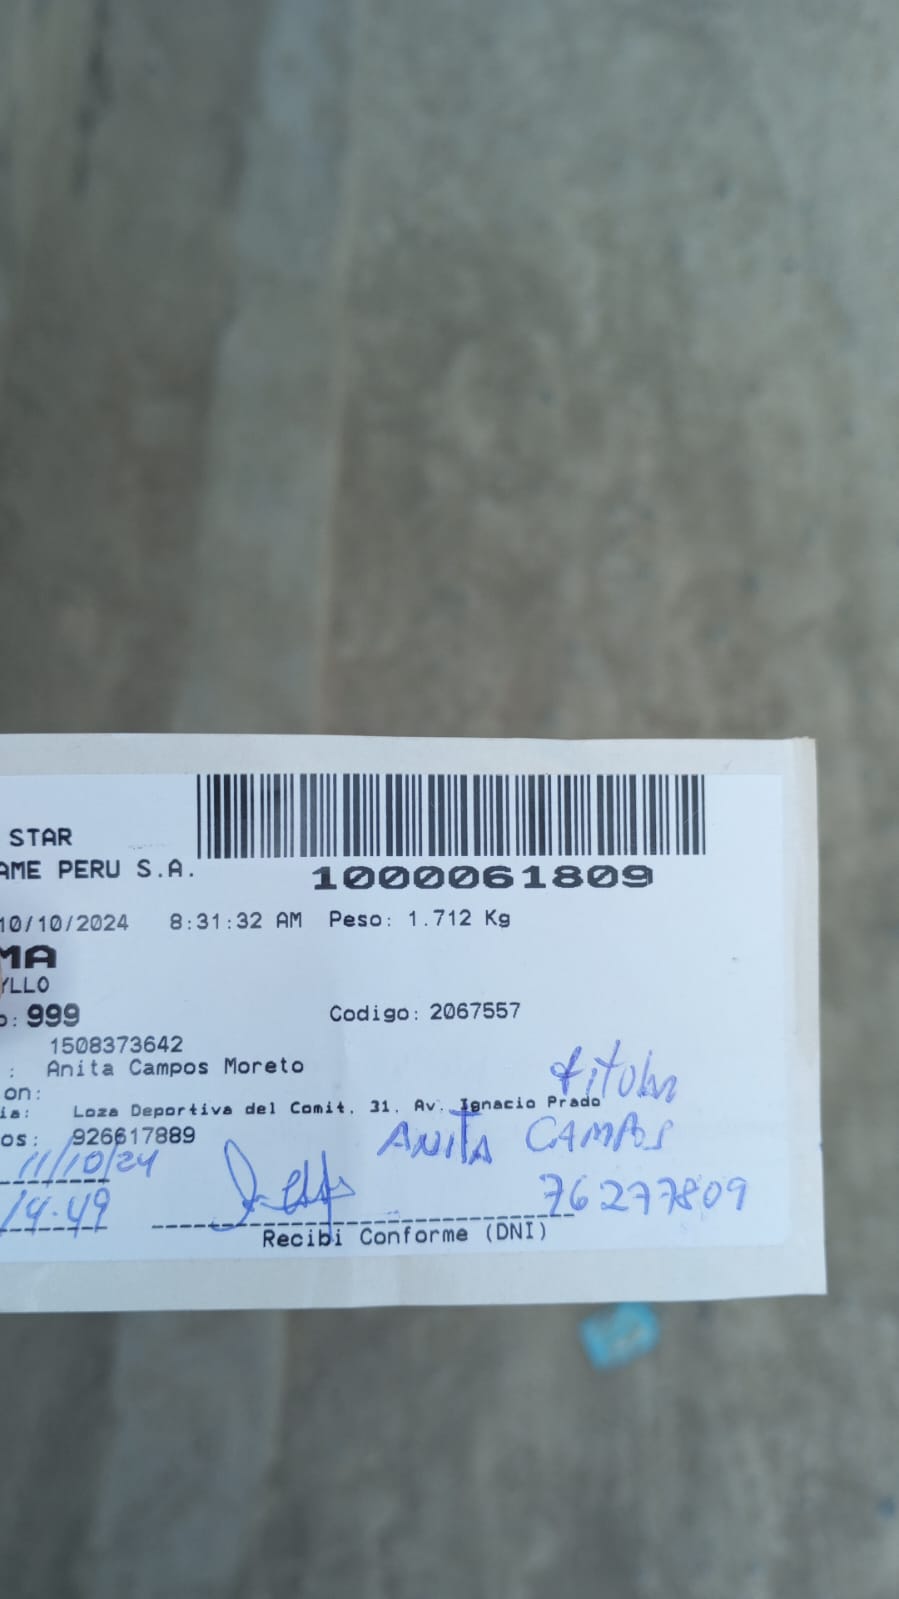 STAR
AME PERU S.A.
1000061809
10/10/2024 8:31:32 AM Peso: 1.712 Kg
MA
YLLO
o: 999 Codigo: 2067557
1508373642
: Anita Campos Moreto
on: titular
ia: Loza Deportiva del Comit. 31. Av. Ignacio Prado
os: 926617889 ANITA CAMPOS
11/10/24
14:49 76277809
Recibi Conforme (DNI)